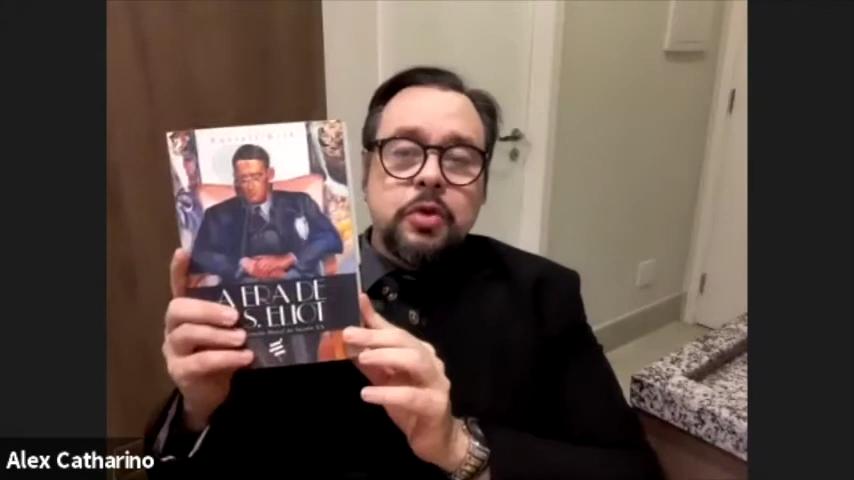 Russell Kirk
A ERA DE
S. ELIOT
Alex Catharino